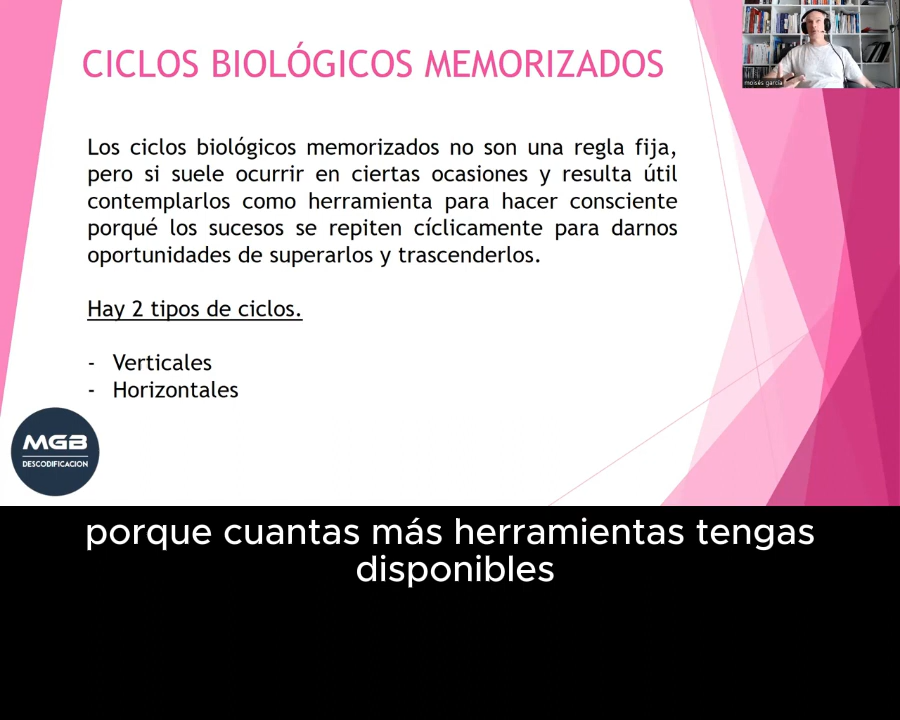 CICLOS BIOLÓGICOS MEMORIZADOS
moisés garcía
Los ciclos biológicos memorizados no son una regla fija,
pero si suele ocurrir en ciertas ocasiones y resulta útil
contemplarlos como herramienta para hacer consciente
porqué los sucesos se repiten cíclicamente para darnos
oportunidades de superarlos y trascenderlos.
Hay 2 tipos de ciclos.
- Verticales
- Horizontales
MGB
DESCODIFICACION
porque cuantas más herramientas tengas
disponibles